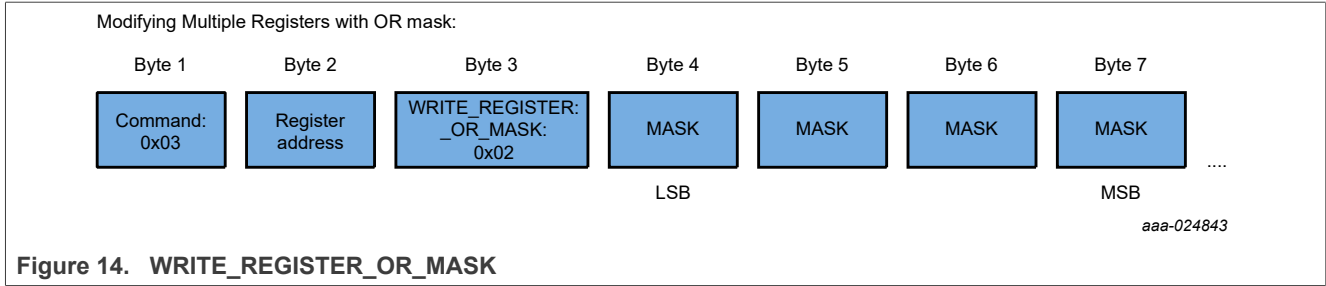 Modifying Multiple Registers with OR mask:
Byte 1 Byte 2 Byte 3 Byte 4 Byte 5 Byte 6 Byte 7
Command:
0x03
Register
address
WRITE_REGISTER:
_OR_MASK:
0x02
MASK
MASK
MASK
MASK
....
LSB MSB
aaa-024843
Figure 14. WRITE_REGISTER_OR_MASK